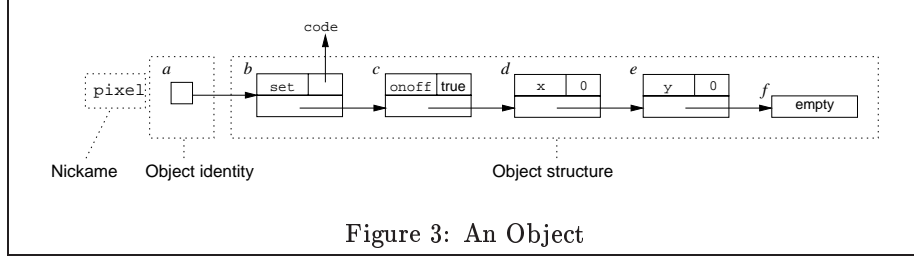 code
a b c d e f
pixel set onoff true x 0 y 0 empty
Nickame Object identity Object structure
Figure 3: An Object